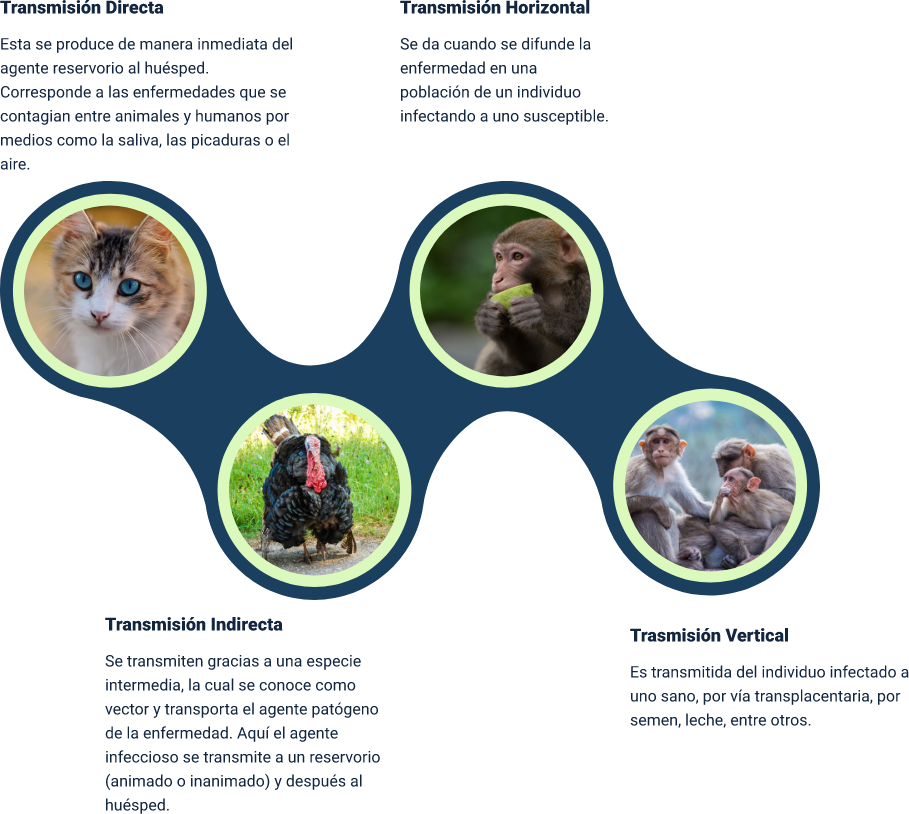 Transmisión Directa
Esta se produce de manera inmediata del
agente reservorio al huésped.
Corresponde a las enfermedades que se
contagian entre animales y humanos por
medios como la saliva, las picaduras o el
aire.
Transmisión Horizontal
Se da cuando se difunde la
enfermedad en una
población de un individuo
infectando a uno susceptible.
Transmisión Indirecta
Se transmiten gracias a una especie
intermedia, la cual se conoce como
vector y transporta el agente patógeno
de la enfermedad. Aquí el agente
infeccioso se transmite a un reservorio
(animado o inanimado) y después al
huésped.
Trasmisión Vertical
Es transmitida del individuo infectado a
uno sano, por vía transplacentaria, por
semen, leche, entre otros.